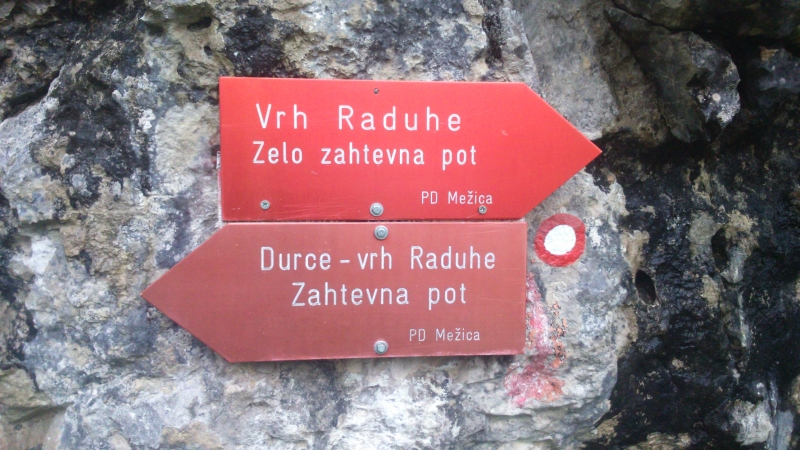 Vrh Raduhe
Zelo zahtevna pot
PD Mežica
Durce - vrh Raduhe
Zahtevna pot
PD Mežica